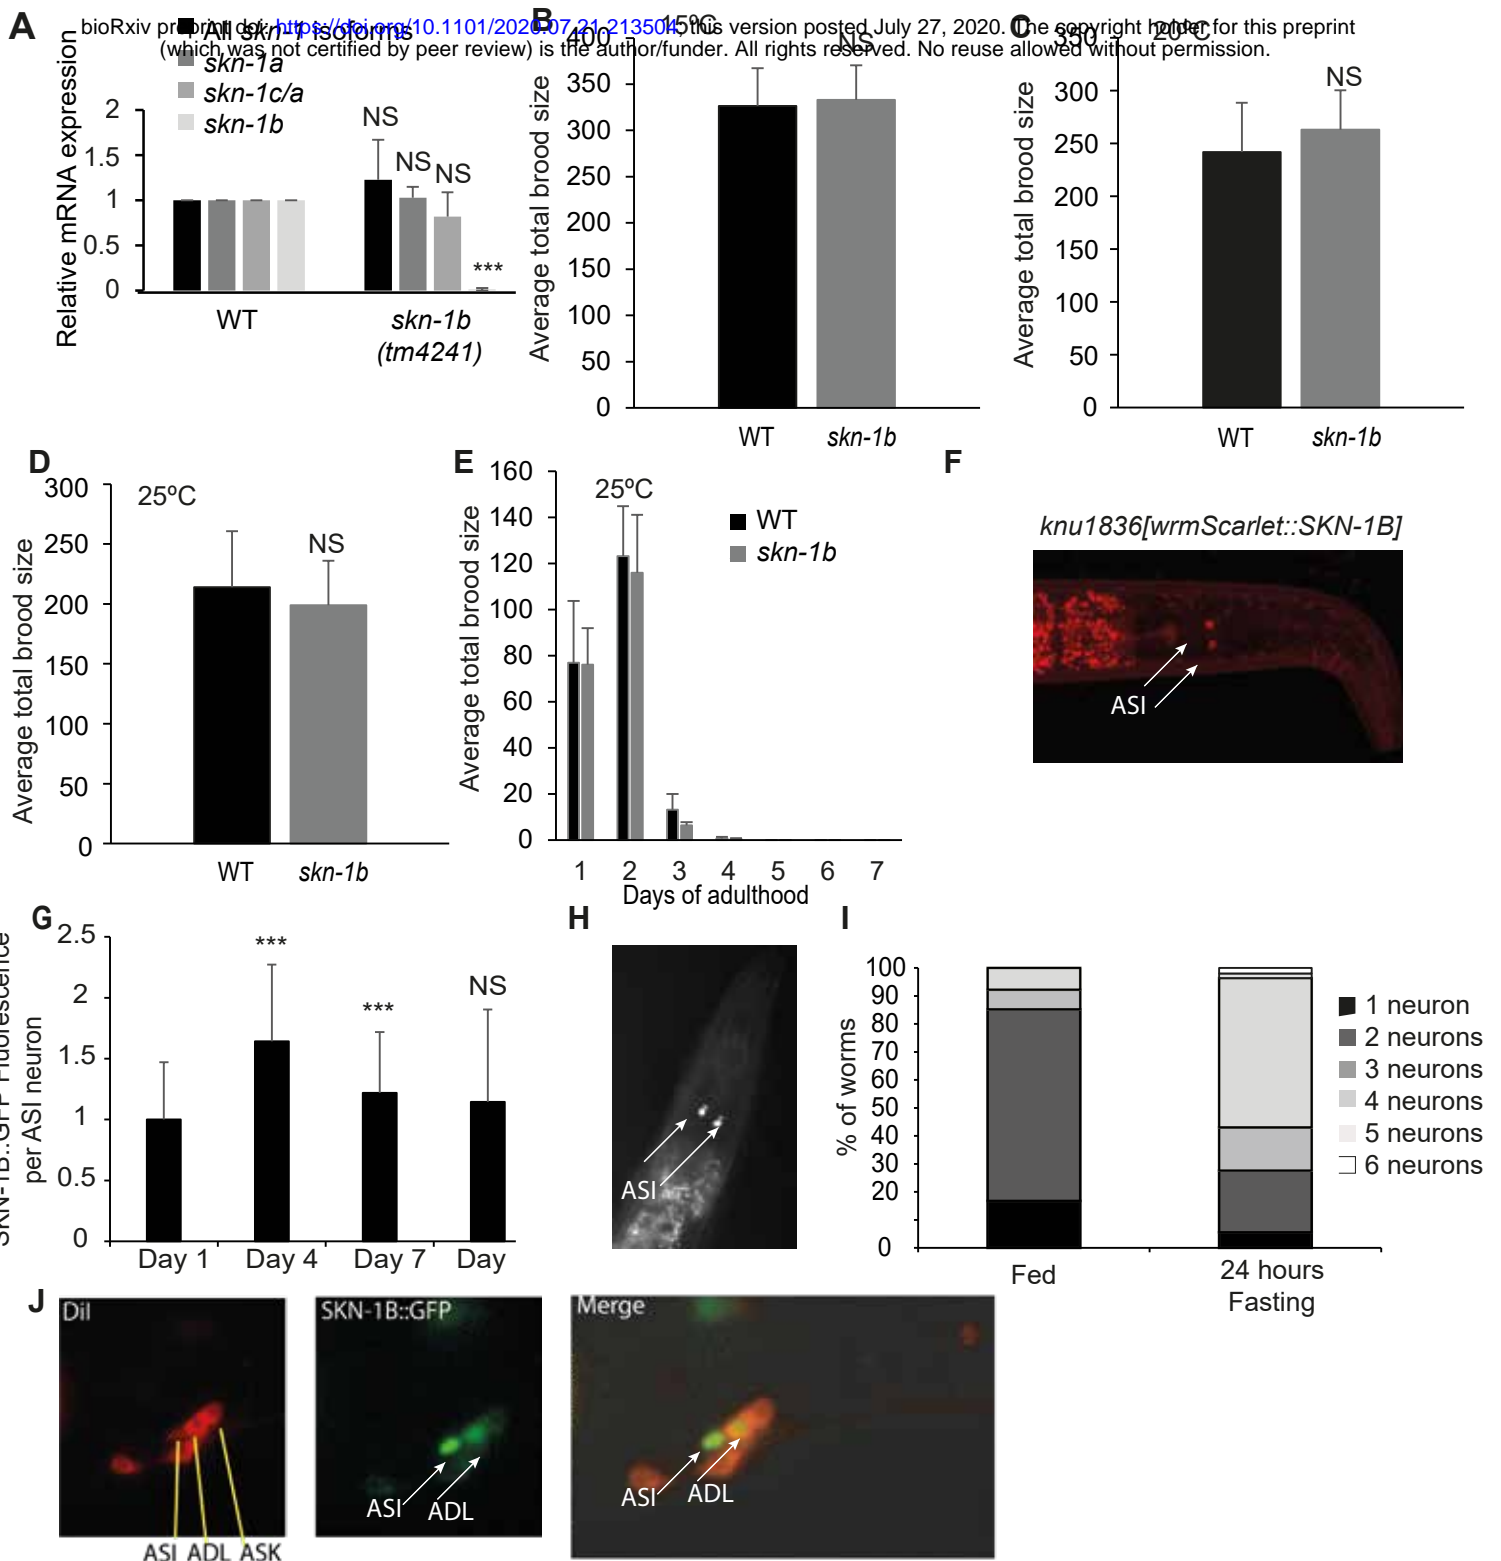 bioRxiv preprint doi: https://doi.org/10.1101/2020.07.21.213504; this version posted July 27, 2020. The copyright holder for this preprint
(which was not certified by peer review) is the author/funder. All rights reserved. No reuse allowed without permission.
A
All skn-1 isoforms
skn-1a
skn-1c/a
skn-1b
Relative mRNA expression
2
1.5
1
0.5
0
NS
NS
NS
***
WT
skn-1b
(tm4241)
B
15ºC
NS
Average total brood size
400
350
300
250
200
150
100
50
0
WT
skn-1b
C
20ºC
NS
Average total brood size
350
300
250
200
150
100
50
0
WT
skn-1b
D
25ºC
NS
Average total brood size
300
250
200
150
100
50
0
WT
skn-1b
E
25ºC
WT
skn-1b
Average total brood size
160
140
120
100
80
60
40
20
0
1 2 3 4 5 6 7
Days of adulthood
F
knu1836[wrmScarlet::SKN-1B]
ASI
G
SKN-1B::GFP Fluorescence
per ASI neuron
2.5
2
1.5
1
0.5
0
***
***
NS
Day 1 Day 4 Day 7 Day
H
ASI
I
% of worms
100
90
80
70
60
50
40
30
20
0
Fed
24 hours
Fasting
1 neuron
2 neurons
3 neurons
4 neurons
5 neurons
6 neurons
J
DiI
ASI ADL ASK
SKN-1B::GFP
ASI
ADL
Merge
ASI
ADL